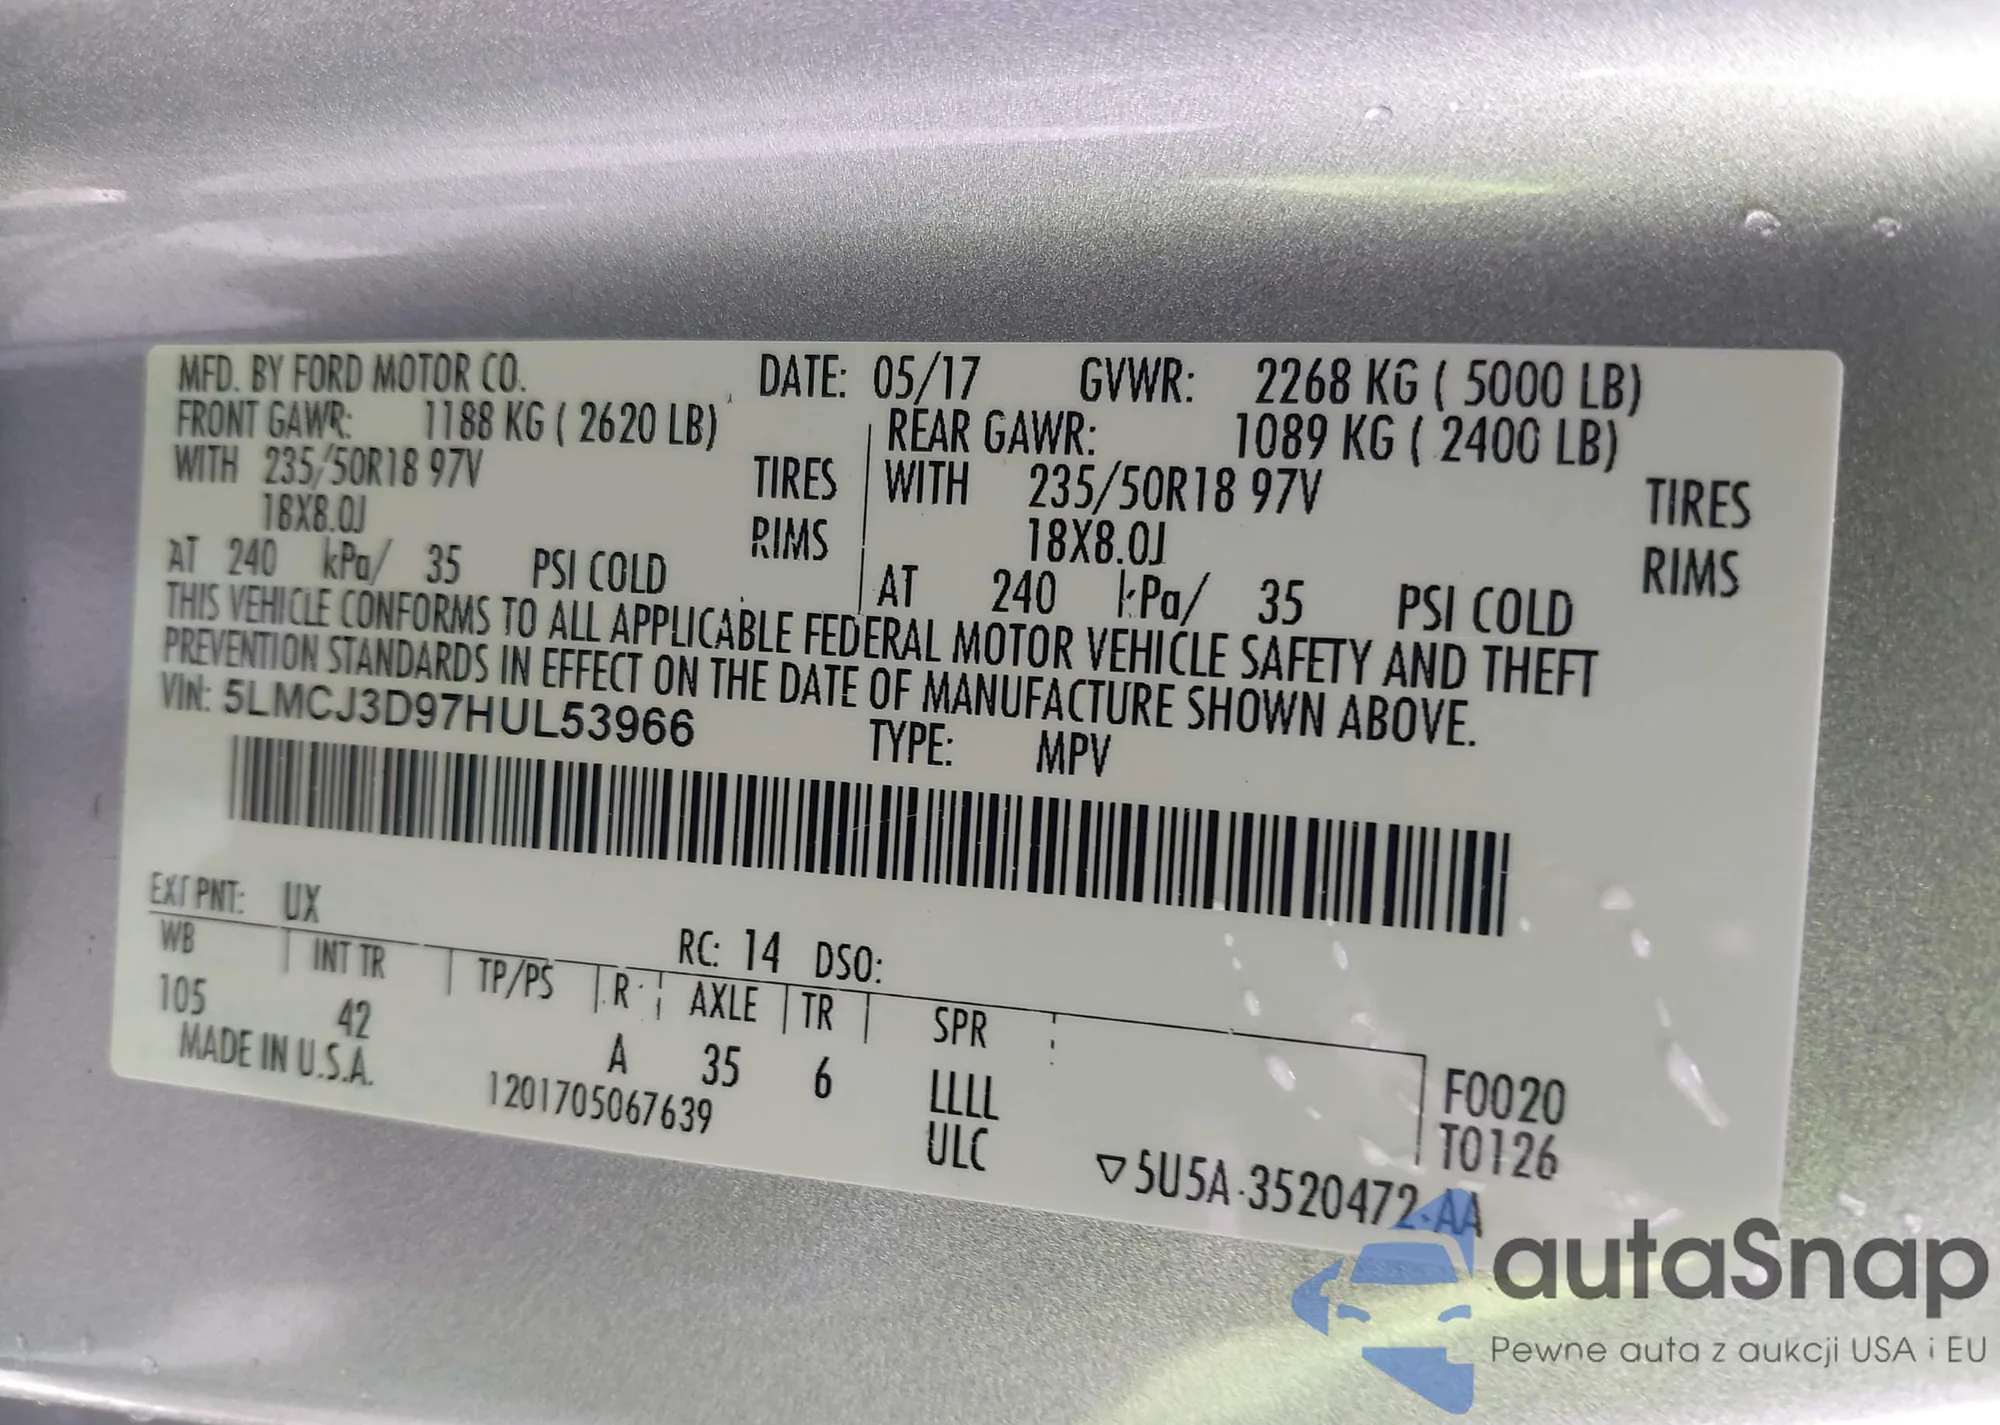 MFD. BY FORD MOTOR CO. DATE: 05/17 GVWR: 2268 KG ( 5000 LB)
FRONT GAWR: 1188 KG ( 2620 LB) REAR GAWR: 1089 KG ( 2400 LB)
WITH 235/50R18 97V TIRES WITH 235/50R18 97V TIRES
18X8.0J RIMS 18X8.0J RIMS
AT 240 kPa/ 35 PSI COLD AT 240 kPa/ 35 PSI COLD
THIS VEHICLE CONFORMS TO ALL APPLICABLE FEDERAL MOTOR VEHICLE SAFETY AND THEFT
PREVENTION STANDARDS IN EFFECT ON THE DATE OF MANUFACTURE SHOWN ABOVE.
VIN: 5LMCJ3D97HUL53966 TYPE: MPV
EXT PNT: UX RC: 14 DSO:
WB INT TR TP/PS R AXLE TR SPR
105 42 A 35 6 LLLL F0020
MADE IN U.S.A. 1201705067639 ULC T0126
▽5U5A-3520472-AA
autaSnap
Pewne auta z aukcji USA i EU